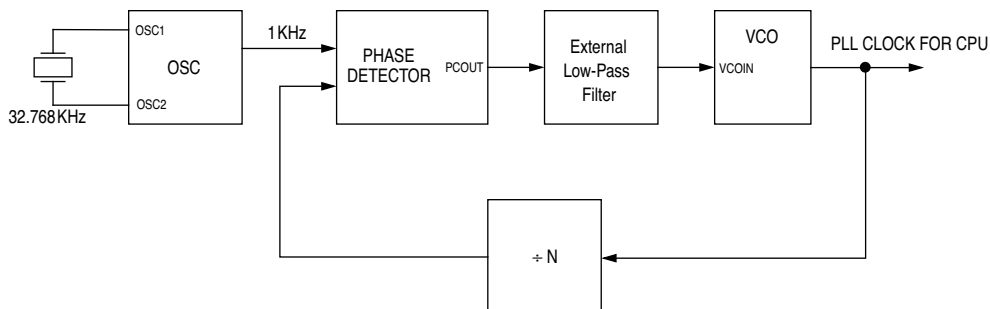 OSC1
OSC
OSC2
32.768KHz
1KHz
PHASE
DETECTOR
PCOUT
External
Low-Pass
Filter
VCO
VCOIN
PLL CLOCK FOR CPU
÷ N